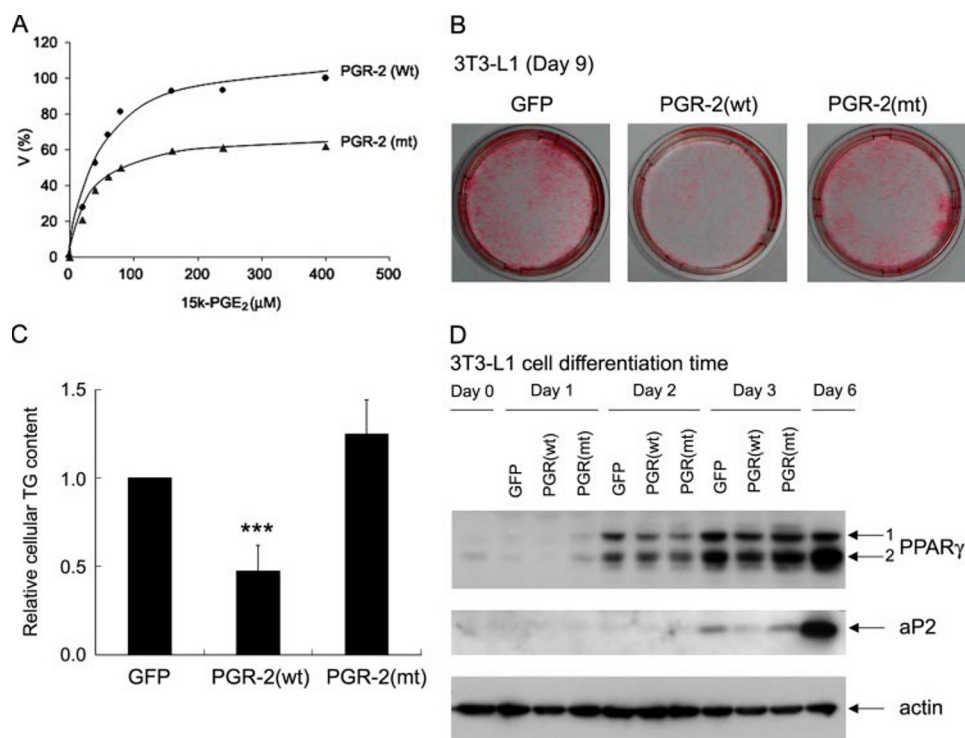 A
120
100
80
60
40
20
0
V (%)
PGR-2 (Wt)
PGR-2 (mt)
0 100 200 300 400 500
15k-PGE₂(μM)
B
3T3-L1 (Day 9)
GFP PGR-2(wt) PGR-2(mt)
C
1.5
1.0
0.5
0.0
Relative cellular TG content
***
GFP PGR-2(wt) PGR-2(mt)
D
3T3-L1 cell differentiation time
Day 0 Day 1 Day 2 Day 3 Day 6
GFP PGR(wt) PGR(mt) GFP PGR(wt) PGR(mt) GFP PGR(wt) PGR(mt)
1
2 PPARγ
aP2
actin